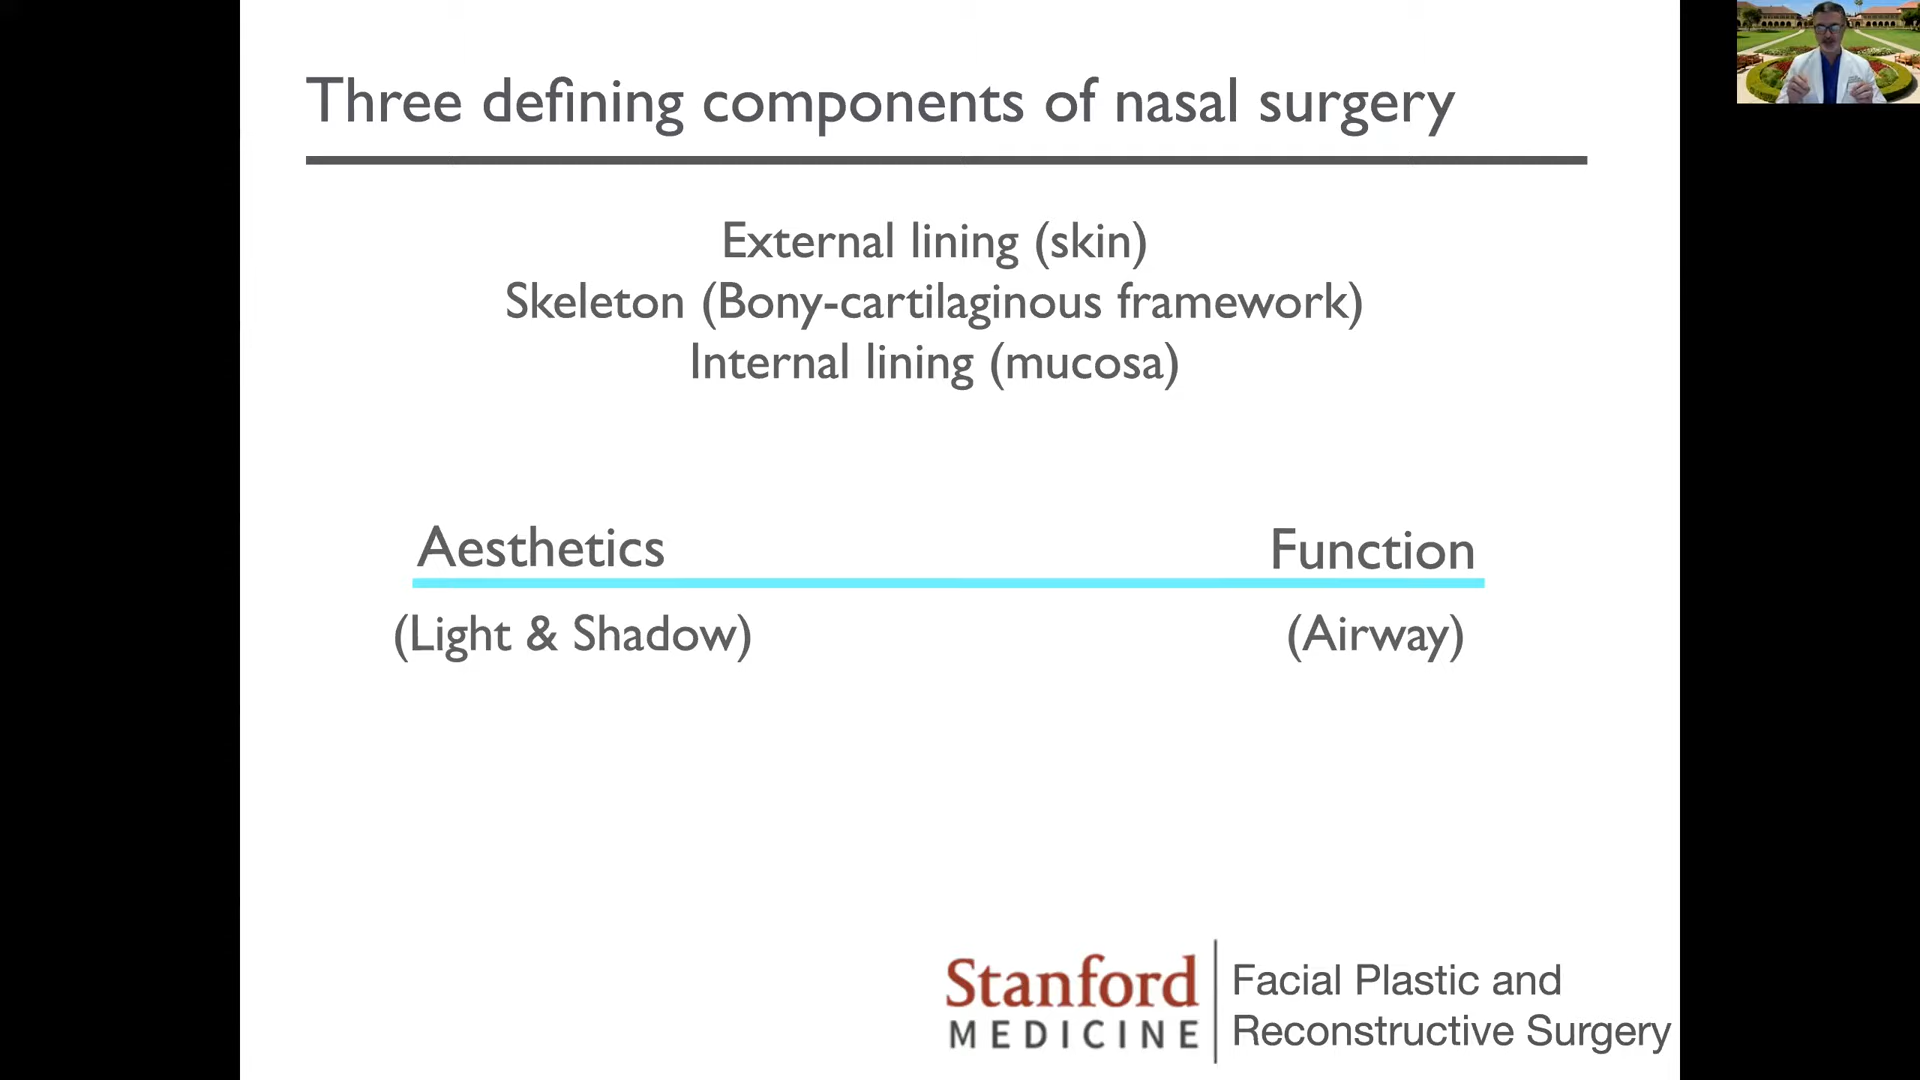 Three defining components of nasal surgery
External lining (skin)
Skeleton (Bony-cartilaginous framework)
Internal lining (mucosa)
Aesthetics
Function
(Light & Shadow)
(Airway)
Stanford
MEDICINE
Facial Plastic and
Reconstructive Surgery